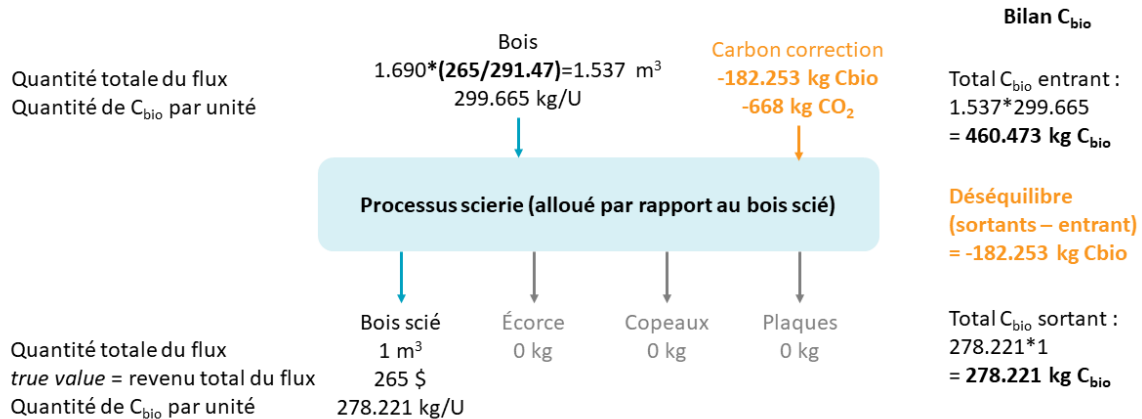 Bilan Cbio
Bois
Carbon correction
Quantité totale du flux
1.690*(265/291.47)=1.537 m³
-182.253 kg Cbio
Total Cbio entrant :
Quantité de Cbio par unité
299.665 kg/U
-668 kg CO₂
1.537*299.665
= 460.473 kg Cbio
Processus scierie (alloué par rapport au bois scié)
Déséquilibre
(sortants – entrant)
= -182.253 kg Cbio
Bois scié
Écorce
Copeaux
Plaques
Total Cbio sortant :
Quantité totale du flux
1 m³
0 kg
0 kg
0 kg
278.221*1
true value = revenu total du flux
265 $
= 278.221 kg Cbio
Quantité de Cbio par unité
278.221 kg/U